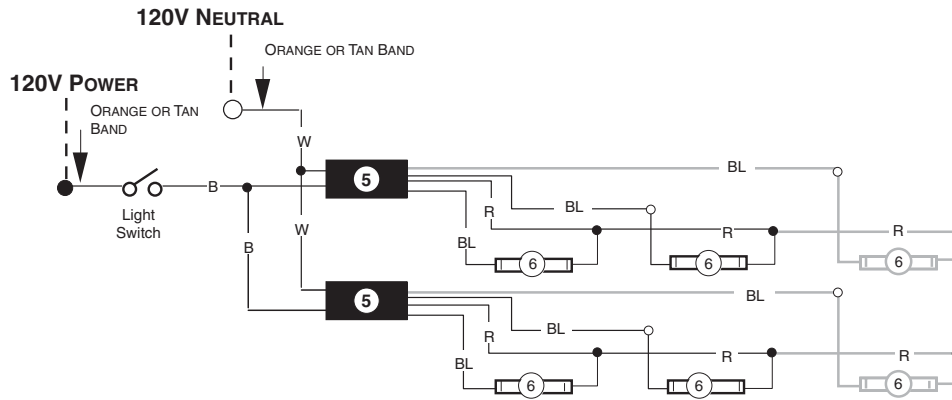 120V NEUTRAL
ORANGE OR TAN BAND
120V POWER
ORANGE OR TAN
BAND
W
BL
5
B
Light
Switch
R
BL
R
R
W
BL
B
6
6
6
5
BL
R
BL
R
R
BL
6
6
6